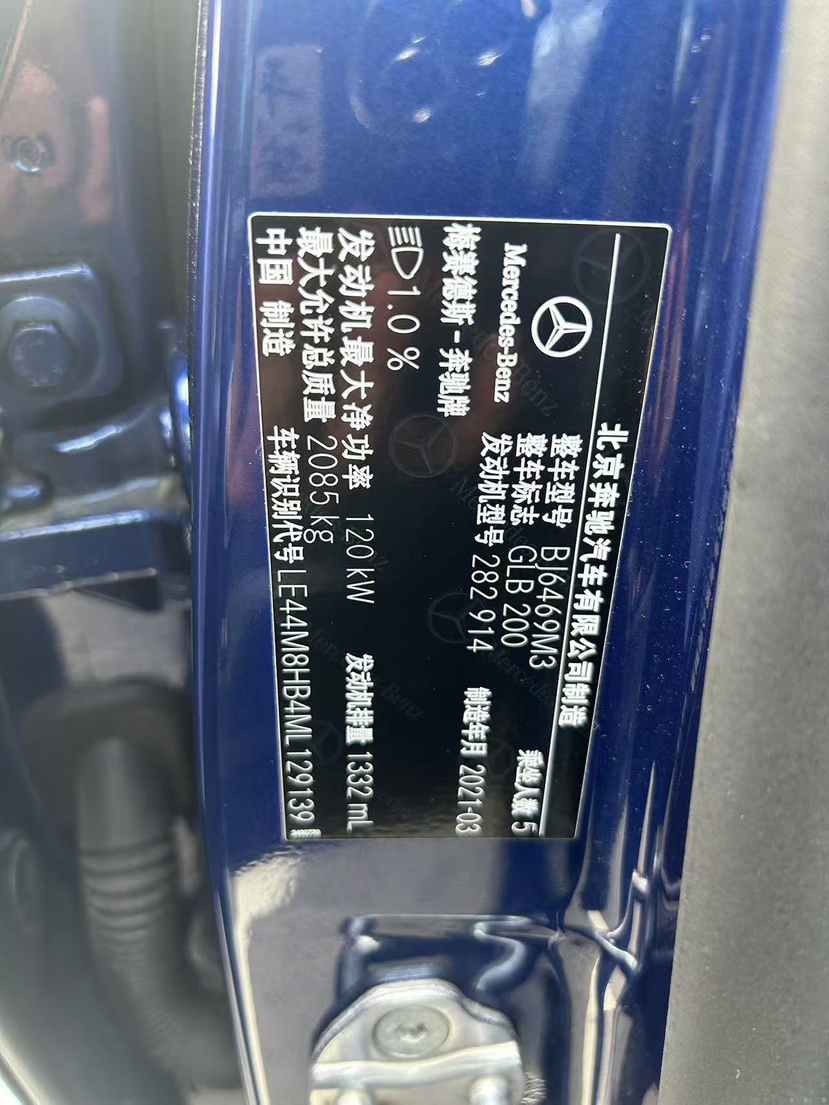 北京奔驰汽车有限公司制造
Mercedes-Benz
整车型号 BJ6469M3 乘坐人数 5
整车标志 GLB 200
梅赛德斯-奔驰牌 发动机型号 282 914 制造年月 2021-03
1.0 %
发动机最大净功率 120 kW 发动机排量 1332 mL
最大允许总质量 2085 kg
中国 制造 车辆识别代号 LE44M8HB4ML129139